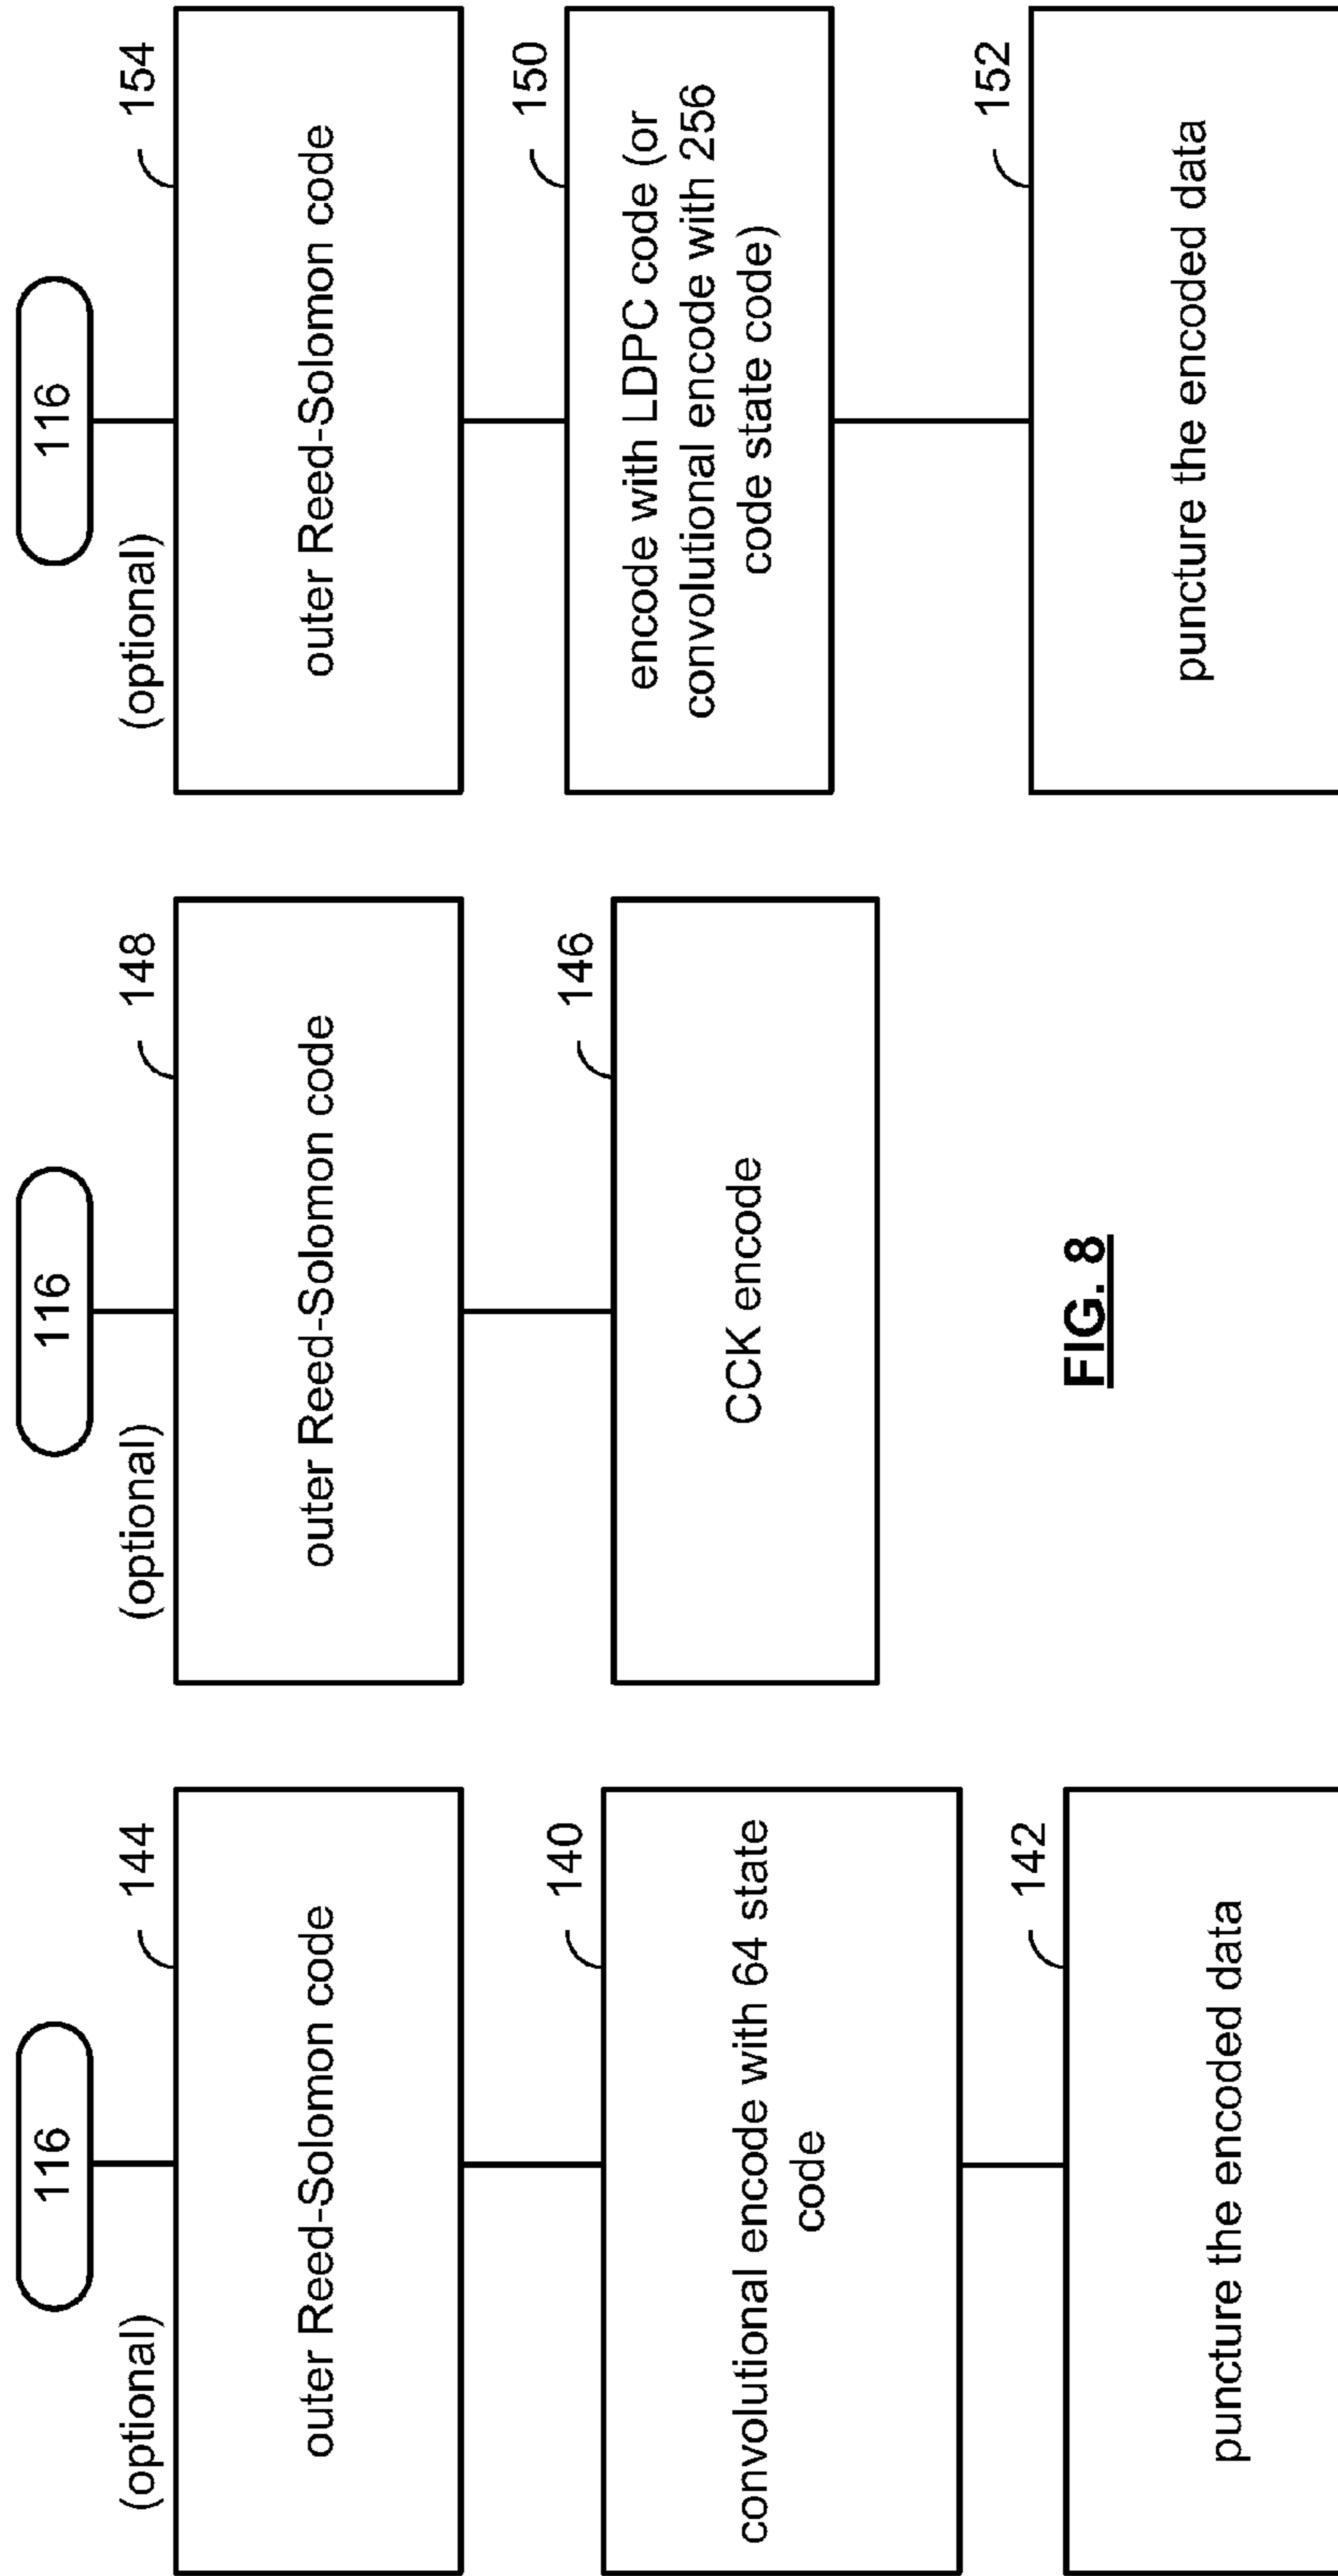 116
(optional)
144
outer Reed-Solomon code
140
convolutional encode with 64 state
code
142
puncture the encoded data
116
(optional)
148
outer Reed-Solomon code
146
CCK encode
116
(optional)
154
outer Reed-Solomon code
150
encode with LDPC code (or
convolutional encode with 256
code state code)
152
puncture the encoded data
FIG. 8